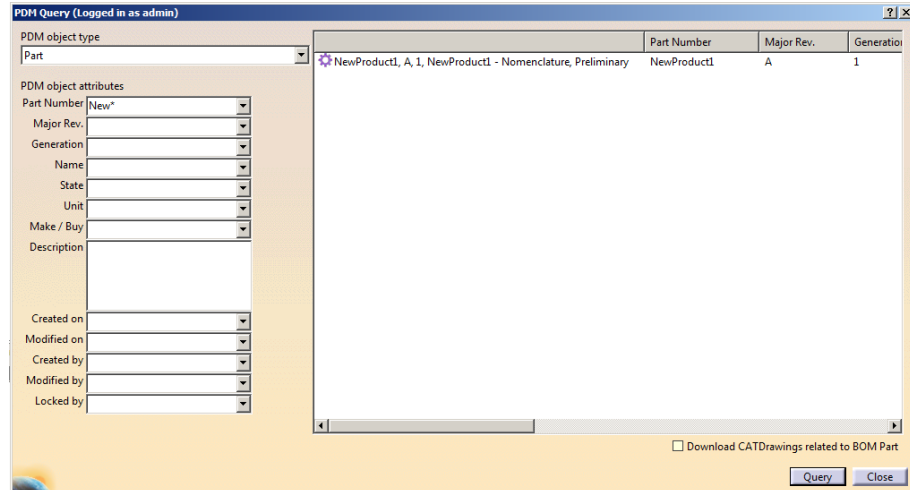 PDM Query (Logged in as admin)
PDM object type
Part
PDM object attributes
Part Number New*
Major Rev.
Generation
Name
State
Unit
Make / Buy
Description
Created on
Modified on
Created by
Modified by
Locked by
Part Number Major Rev. Generation
NewProduct1, A, 1, NewProduct1 - Nomenclature, Preliminary NewProduct1 A 1
Download CATDrawings related to BOM Part
Query Close